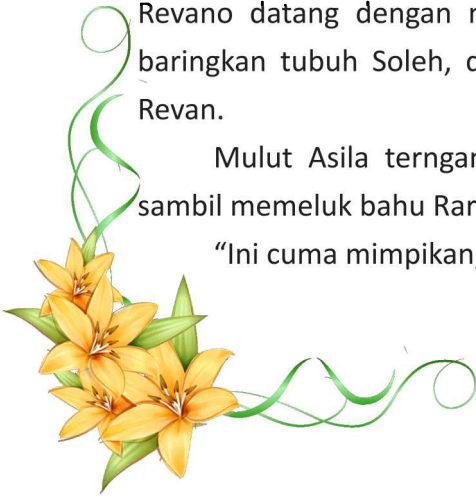 Revano datang dengan
baringkan tubuh Soleh,
Revan.
Mulut Asila
sambil memeluk bahu
“Ini cuma mimpikan,